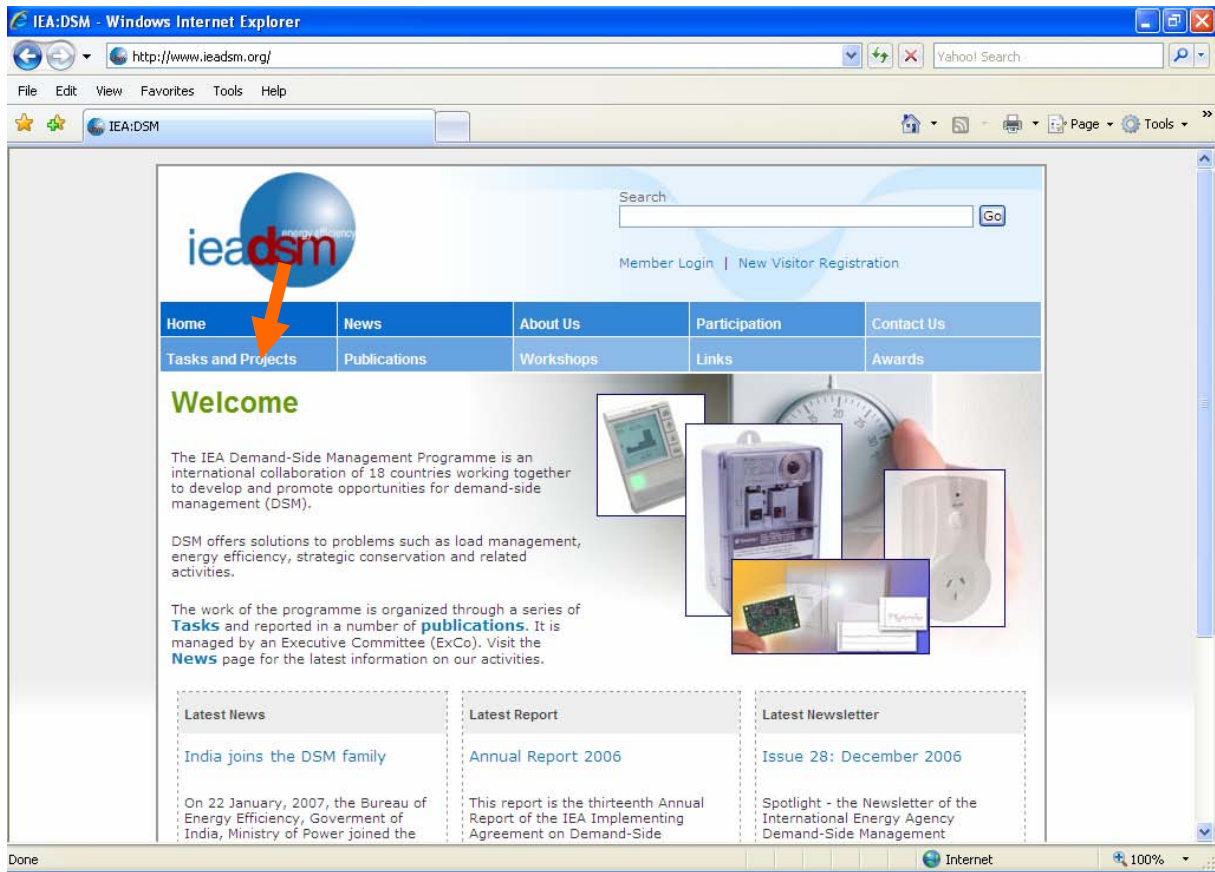 IEA:DSM - Windows Internet Explorer
http://www.ieadsm.org/
Yahoo! Search
File Edit View Favorites Tools Help
IEA:DSM
Page Tools
energy efficiency
ieadsm
Search
Go
Member Login | New Visitor Registration
Home News About Us Participation Contact Us
Tasks and Projects Publications Workshops Links Awards
Welcome
The IEA Demand-Side Management Programme is an
international collaboration of 18 countries working together
to develop and promote opportunities for demand-side
management (DSM).
DSM offers solutions to problems such as load management,
energy efficiency, strategic conservation and related
activities.
The work of the programme is organized through a series of
Tasks and reported in a number of publications. It is
managed by an Executive Committee (ExCo). Visit the
News page for the latest information on our activities.
20
Latest News
India joins the DSM family
On 22 January, 2007, the Bureau of
Energy Efficiency, Goverment of
India, Ministry of Power joined the
Latest Report
Annual Report 2006
This report is the thirteenth Annual
Report of the IEA Implementing
Agreement on Demand-Side
Latest Newsletter
Issue 28: December 2006
Spotlight - the Newsletter of the
International Energy Agency
Demand-Side Management
Done
Internet
100%